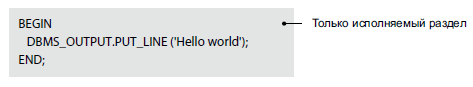 BEGIN
DBMS_OUTPUT.PUT_LINE ('Hello world');
END;
Только исполняемый раздел